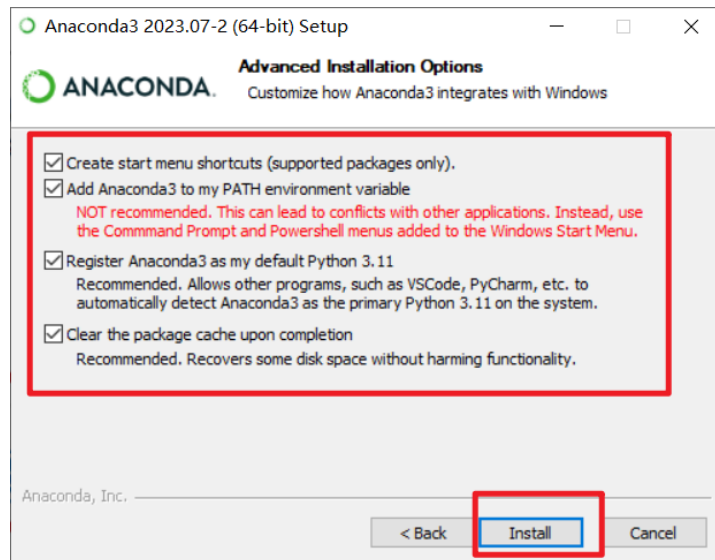 Anaconda3 2023.07-2 (64-bit) Setup
ANACONDA.
Advanced Installation Options
Customize how Anaconda3 integrates with Windows
Create start menu shortcuts (supported packages only).
Add Anaconda3 to my PATH environment variable
NOT recommended. This can lead to conflicts with other applications. Instead, use
the Commmand Prompt and Powershell menus added to the Windows Start Menu.
Register Anaconda3 as my default Python 3.11
Recommended. Allows other programs, such as VSCode, PyCharm, etc. to
automatically detect Anaconda3 as the primary Python 3.11 on the system.
Clear the package cache upon completion
Recommended. Recovers some disk space without harming functionality.
Anaconda, Inc.
< Back
Install
Cancel